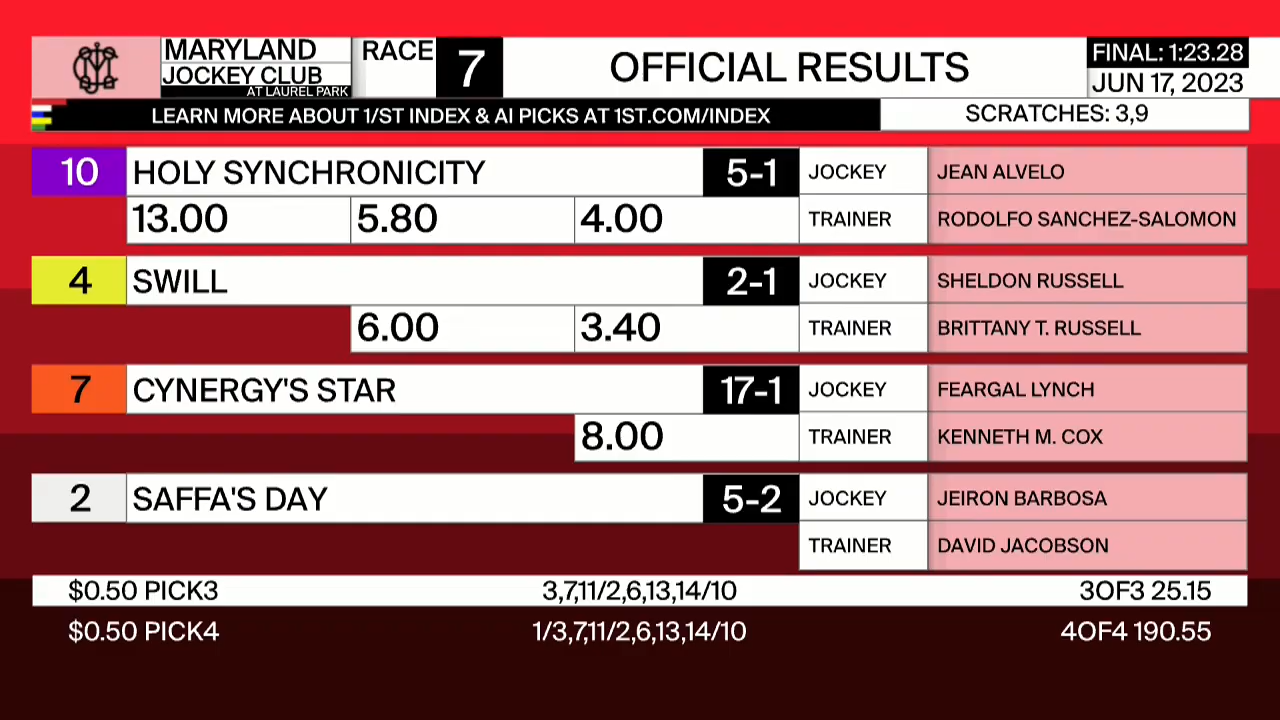 MARYLAND
JOCKEY CLUB
AT LAUREL PARK
RACE 7
OFFICIAL RESULTS
FINAL: 1:23.28
JUN 17, 2023
LEARN MORE ABOUT 1/ST INDEX & AI PICKS AT 1ST.COM/INDEX
SCRATCHES: 3,9
10 HOLY SYNCHRONICITY 5-1 JOCKEY JEAN ALVELO
13.00 5.80 4.00 TRAINER RODOLFO SANCHEZ-SALOMON
4 SWILL 2-1 JOCKEY SHELDON RUSSELL
6.00 3.40 TRAINER BRITTANY T. RUSSELL
7 CYNERGY'S STAR 17-1 JOCKEY FEARGAL LYNCH
8.00 TRAINER KENNETH M. COX
2 SAFFA'S DAY 5-2 JOCKEY JEIRON BARBOSA
TRAINER DAVID JACOBSON
$0.50 PICK3 3,7,11/2,6,13,14/10 3OF3 25.15
$0.50 PICK4 1/3,7,11/2,6,13,14/10 4OF4 190.55